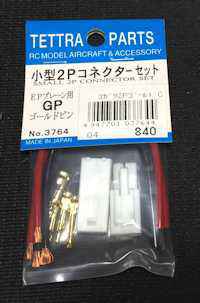 TETTRA PARTS
RC MODEL AIRCRAFT & ACCESSORY
小型2Pコネクターセット
SMALL 2P CONNECTOR SET
EPプレーン用
GP
ゴールドピン
No.3764
04
840
TETTRA JAPAN